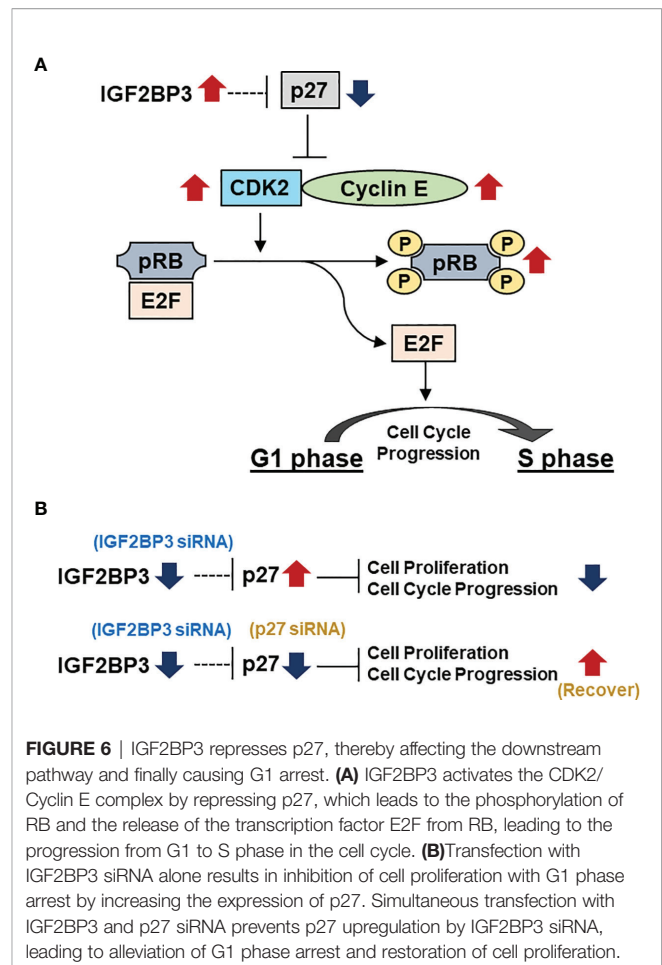 A
IGF2BP3 p27
CDK2 Cyclin E
pRB
E2F
P P
pRB
P P
E2F
Cell Cycle
Progression
G1 phase S phase
B
(IGF2BP3 siRNA)
IGF2BP3 p27 Cell Proliferation
Cell Cycle Progression
(IGF2BP3 siRNA) (p27 siRNA)
IGF2BP3 p27 Cell Proliferation
Cell Cycle Progression
(Recover)
FIGURE 6 | IGF2BP3 represses p27, thereby affecting the downstream
pathway and finally causing G1 arrest. (A) IGF2BP3 activates the CDK2/
Cyclin E complex by repressing p27, which leads to the phosphorylation of
RB and the release of the transcription factor E2F from RB, leading to the
progression from G1 to S phase in the cell cycle. (B)Transfection with
IGF2BP3 siRNA alone results in inhibition of cell proliferation with G1 phase
arrest by increasing the expression of p27. Simultaneous transfection with
IGF2BP3 and p27 siRNA prevents p27 upregulation by IGF2BP3 siRNA,
leading to alleviation of G1 phase arrest and restoration of cell proliferation.